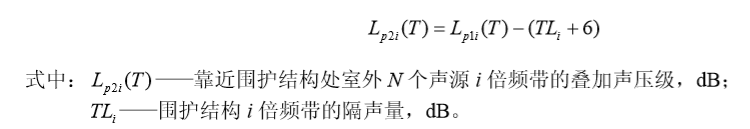 L_{p2i}(T) = L_{p1i}(T) − (TL_i + 6)
式中：L_{p2i}(T)——靠近围护结构处室外 N 个声源 i 倍频带的叠加声压级，dB；
TL_i——围护结构 i 倍频带的隔声量，dB。